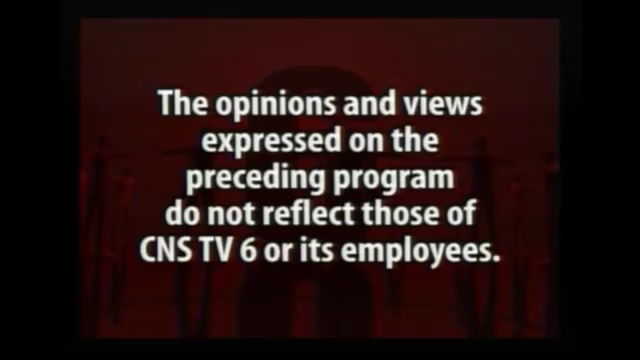 The opinions and views
expressed on the
preceding program
do not reflect those of
CNS TV 6 or its employees.